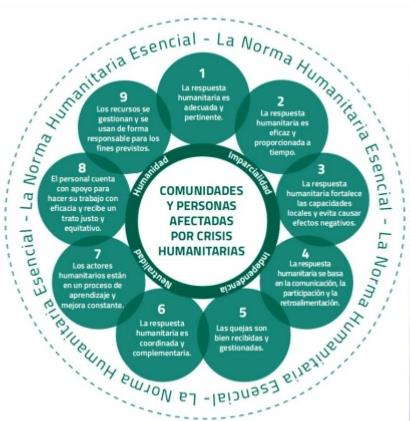 La Norma Humanitaria Esencial - La Norma Humanitaria Esencial - La Norma Humanitaria Esencial - La Norma Humanitaria Esencial -
1
La respuesta
humanitaria es
adecuada y
pertinente.
2
La respuesta
humanitaria es
eficaz y
proporcionada a
tiempo.
3
La respuesta
humanitaria fortalece
las capacidades
locales y evita causar
efectos negativos.
4
La respuesta
humanitaria se basa
en la comunicación, la
participación y la
retroalimentación.
5
Las quejas son
bien recibidas y
gestionadas.
6
La respuesta
humanitaria es
coordinada y
complementaria.
7
Los actores
humanitarios están
en un proceso de
aprendizaje y
mejora constante.
8
El personal cuenta
con apoyo para
hacer su trabajo con
eficacia y recibe un
trato justo y
equitativo.
9
Los recursos se
gestionan y se
usan de forma
responsable para los
fines previstos.
Humanidad
Imparcialidad
Independencia
Neutralidad
COMUNIDADES
Y PERSONAS
AFECTADAS
POR CRISIS
HUMANITARIAS